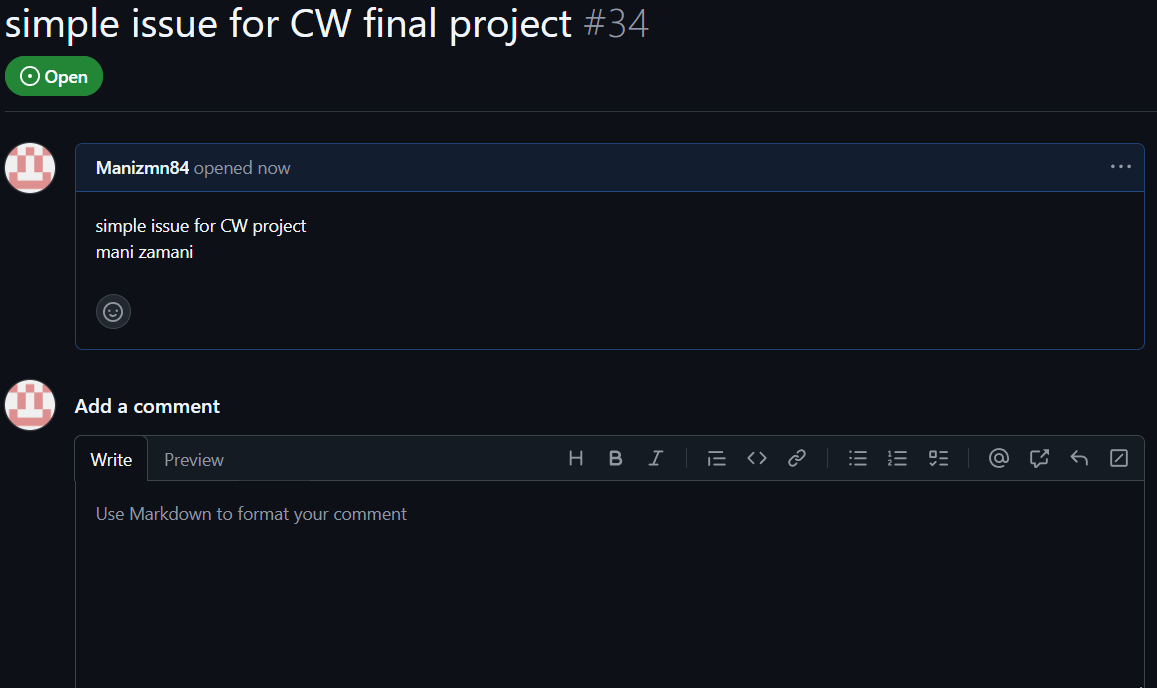 simple issue for CW final project #34
Open
Manizmn84 opened now
simple issue for CW project
mani zamani
Add a comment
Write Preview
Use Markdown to format your comment